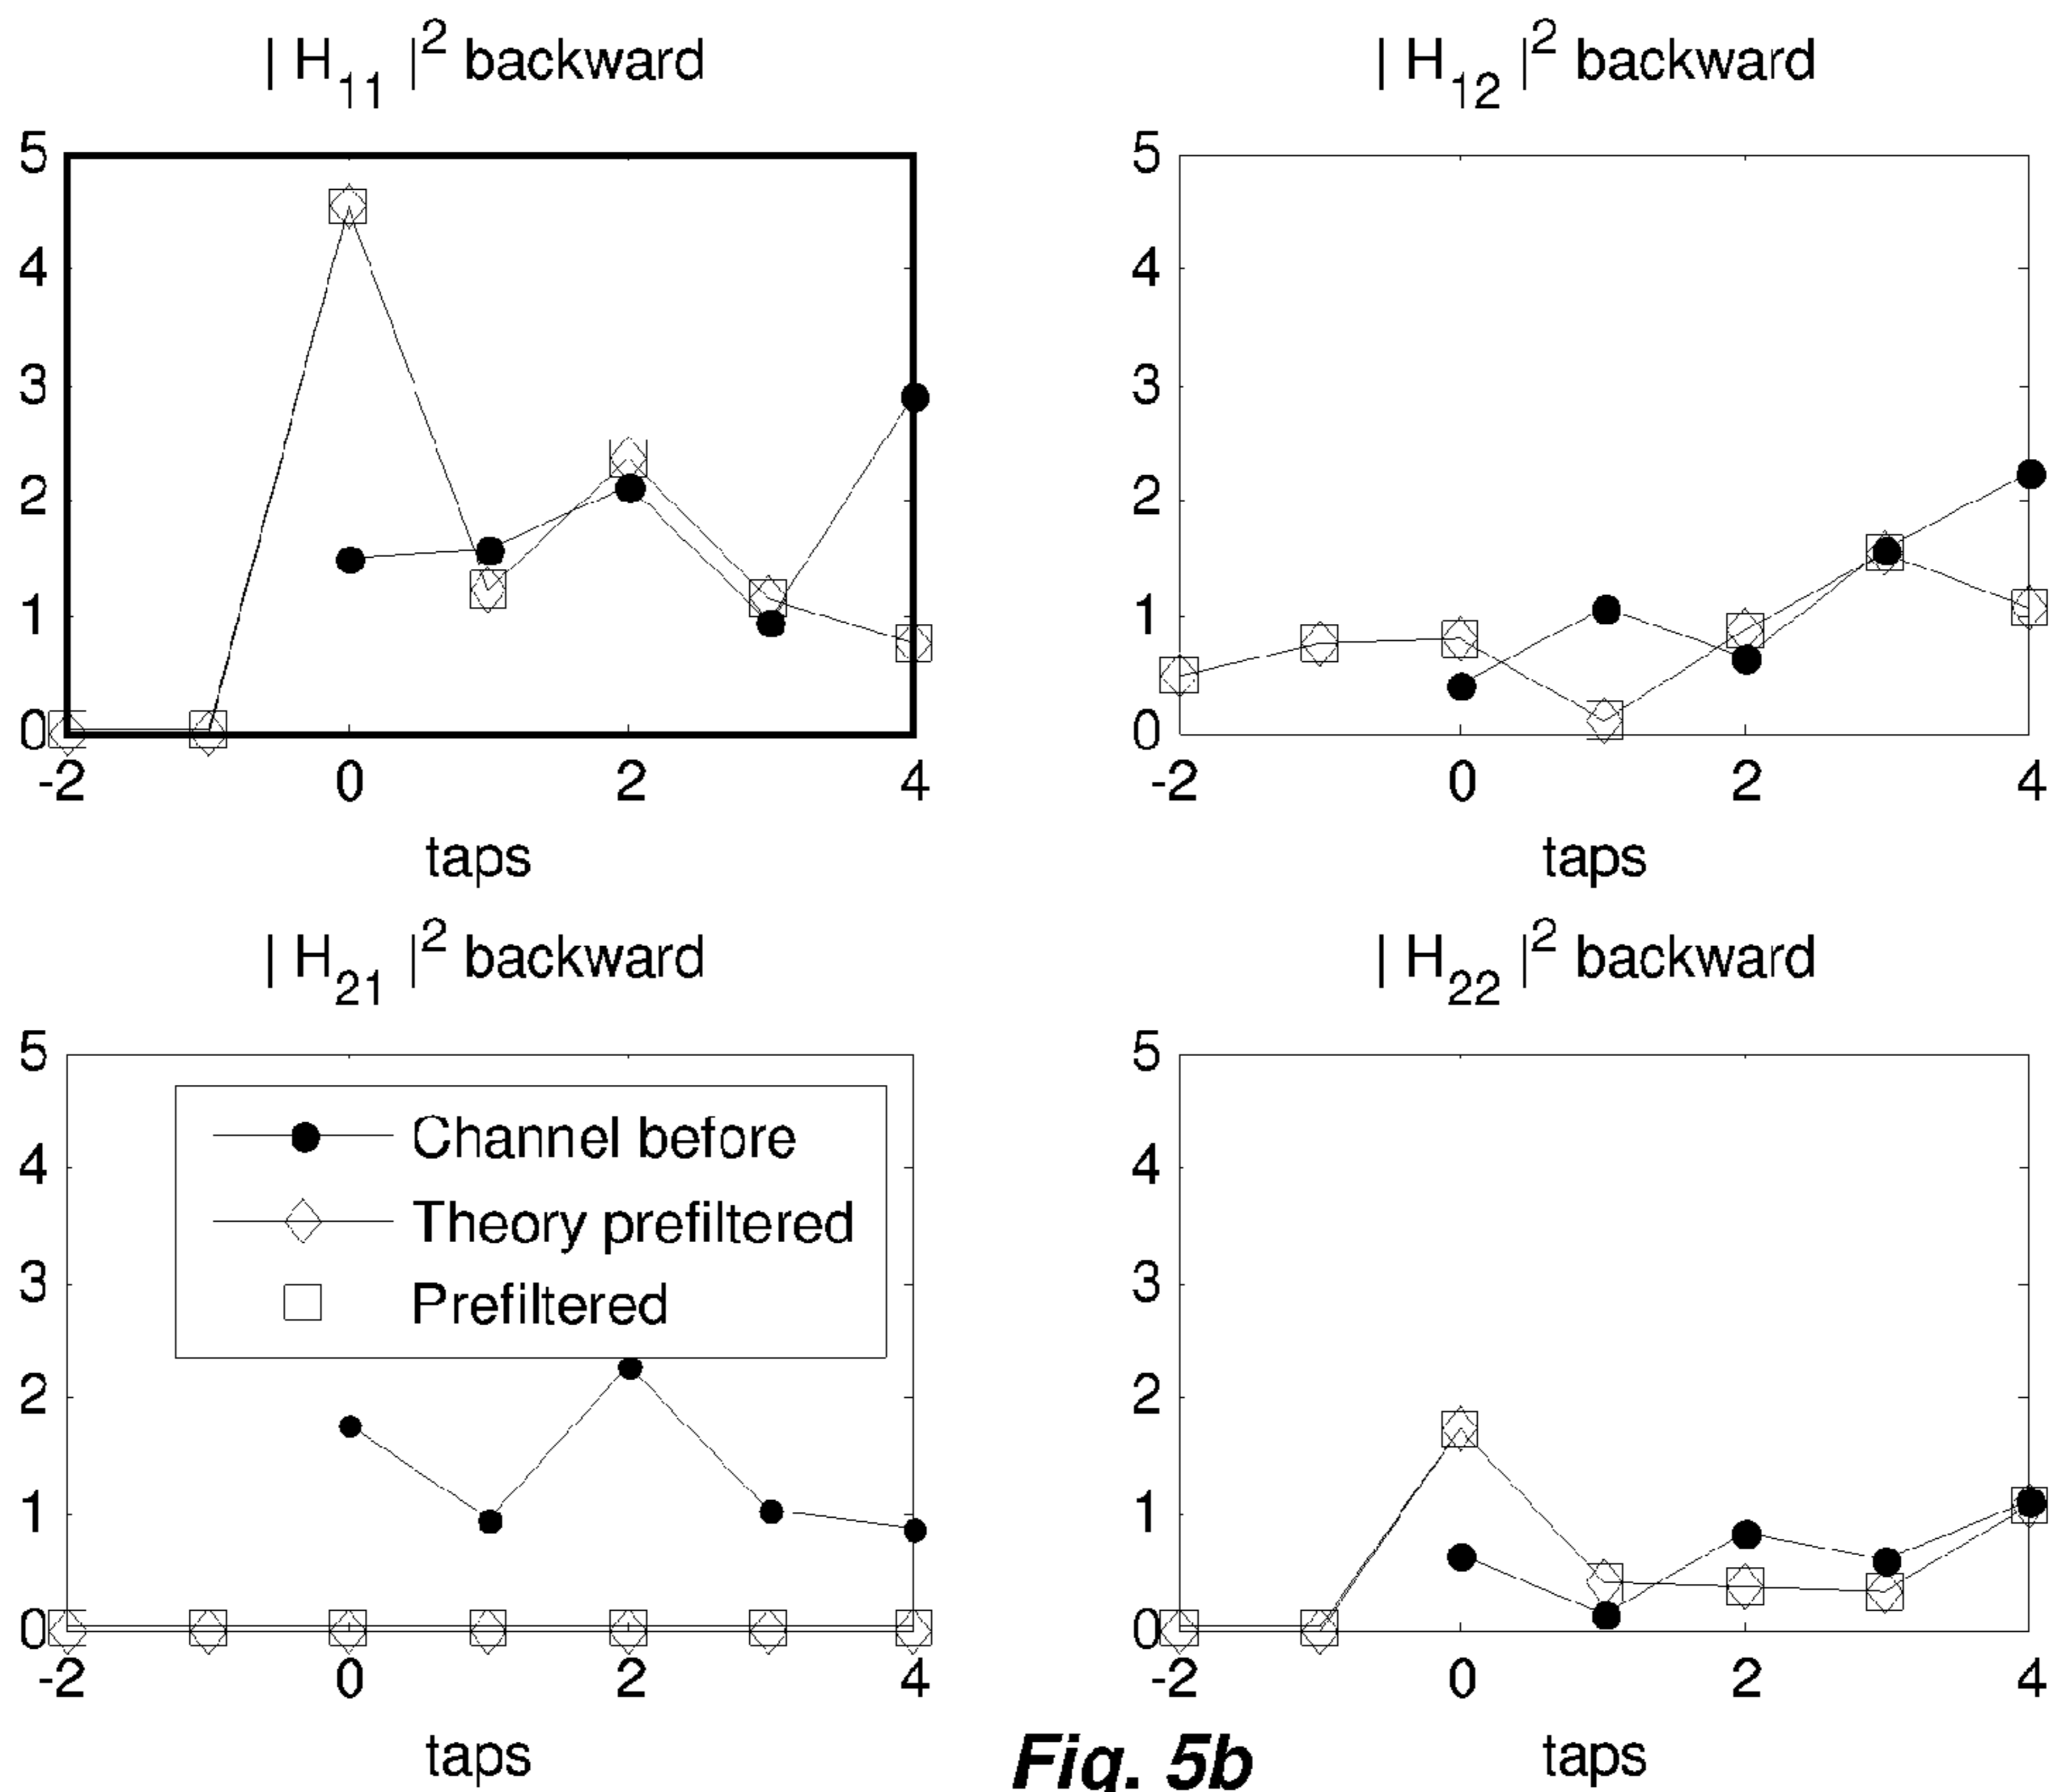 | H11 |2 backward
5
4
3
2
1
0
-2 0 2 4
taps
| H12 |2 backward
5
4
3
2
1
0
-2 0 2 4
taps
| H21 |2 backward
5
4
3
2
1
0
-2 0 2 4
taps
Channel before
Theory prefiltered
Prefiltered
| H22 |2 backward
5
4
3
2
1
0
-2 0 2 4
taps
Fig. 5b